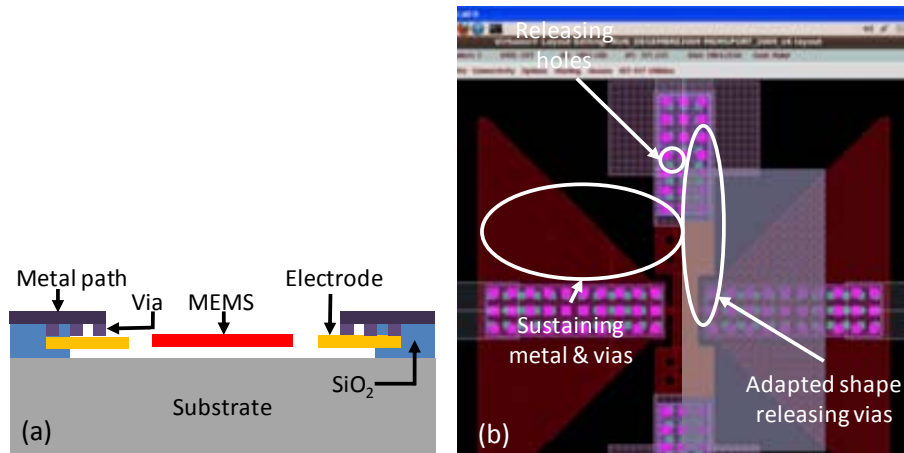 Metal path
Via
MEMS
Electrode
SiO₂
Substrate
(a)
Releasing
holes
Sustaining
metal & vias
Adapted shape
releasing vias
(b)